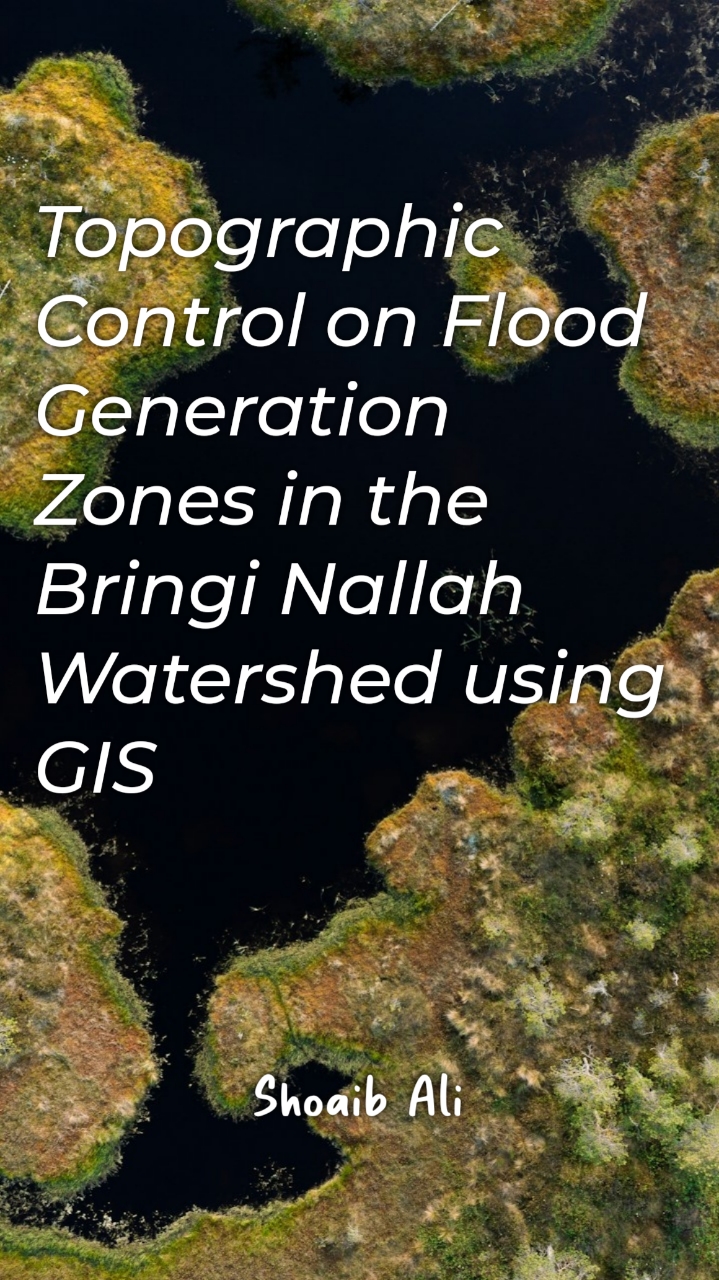 Topographic
Control on Flood
Generation
Zones in the
Bringi Nallah
Watershed using
GIS
Shoaib Ali